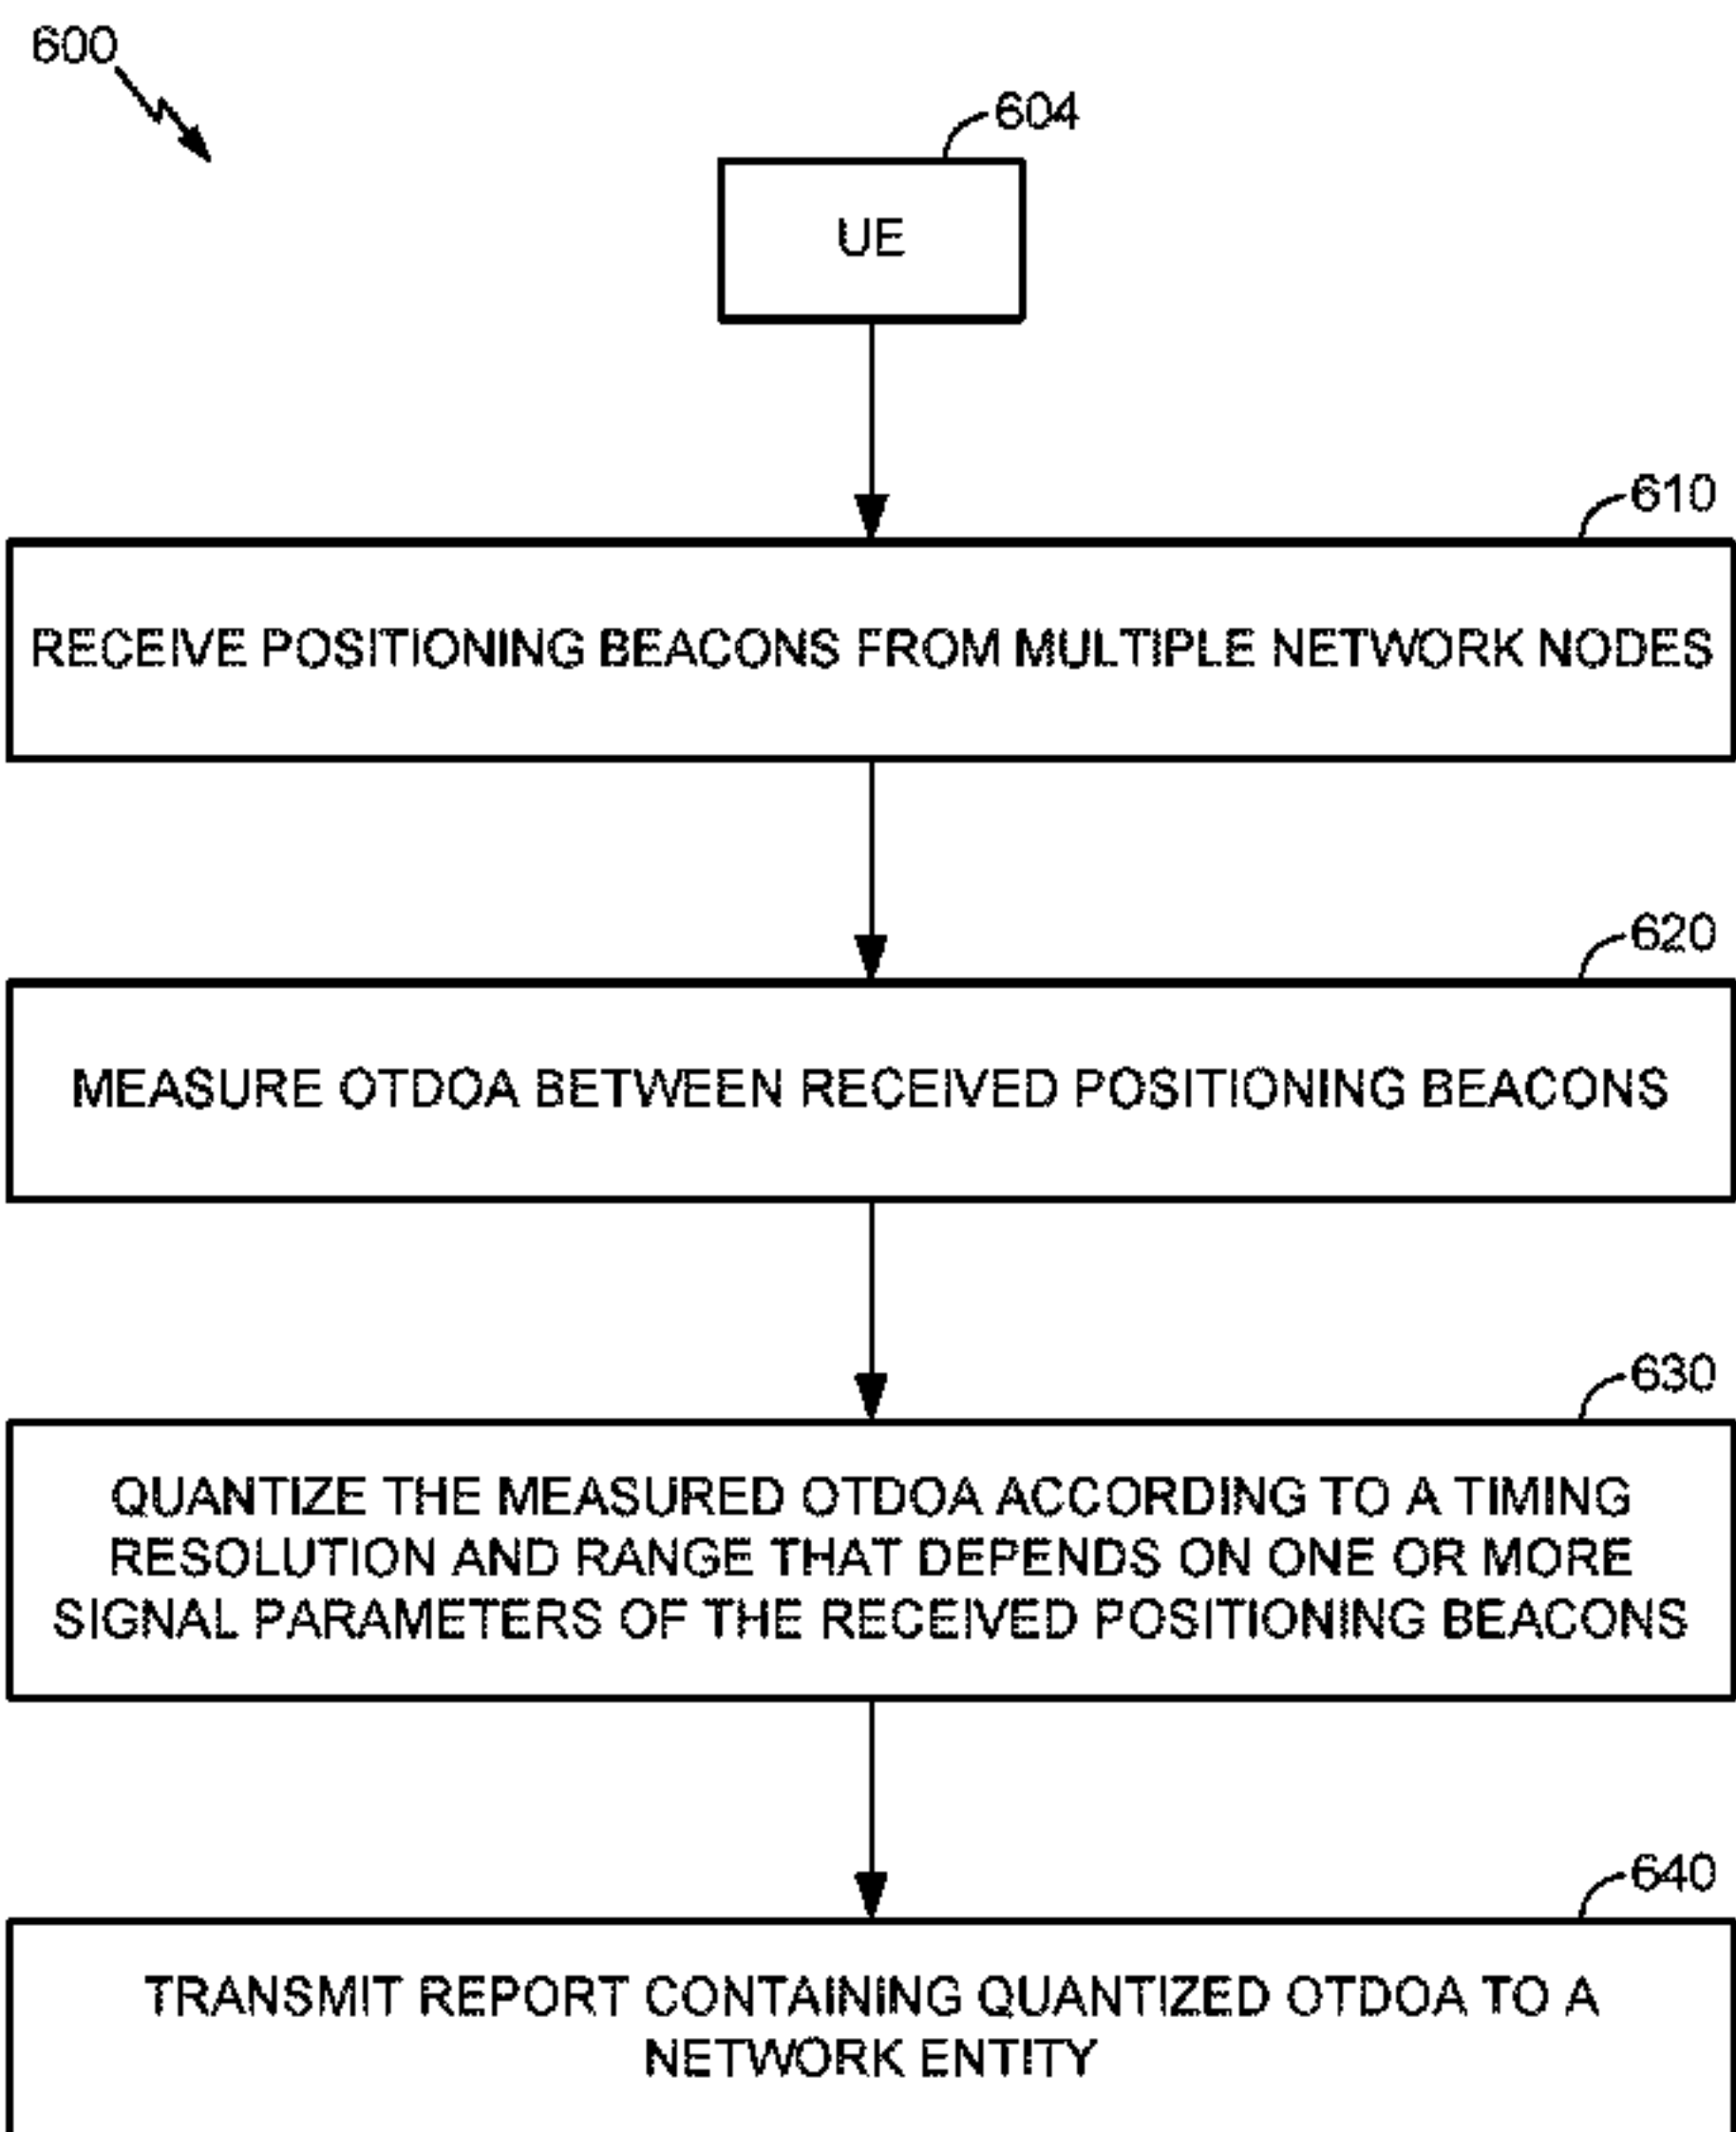 600
604
UE
610
RECEIVE POSITIONING BEACONS FROM MULTIPLE NETWORK NODES
620
MEASURE OTDOA BETWEEN RECEIVED POSITIONING BEACONS
630
QUANTIZE THE MEASURED OTDOA ACCORDING TO A TIMING
RESOLUTION AND RANGE THAT DEPENDS ON ONE OR MORE
SIGNAL PARAMETERS OF THE RECEIVED POSITIONING BEACONS
640
TRANSMIT REPORT CONTAINING QUANTIZED OTDOA TO A
NETWORK ENTITY